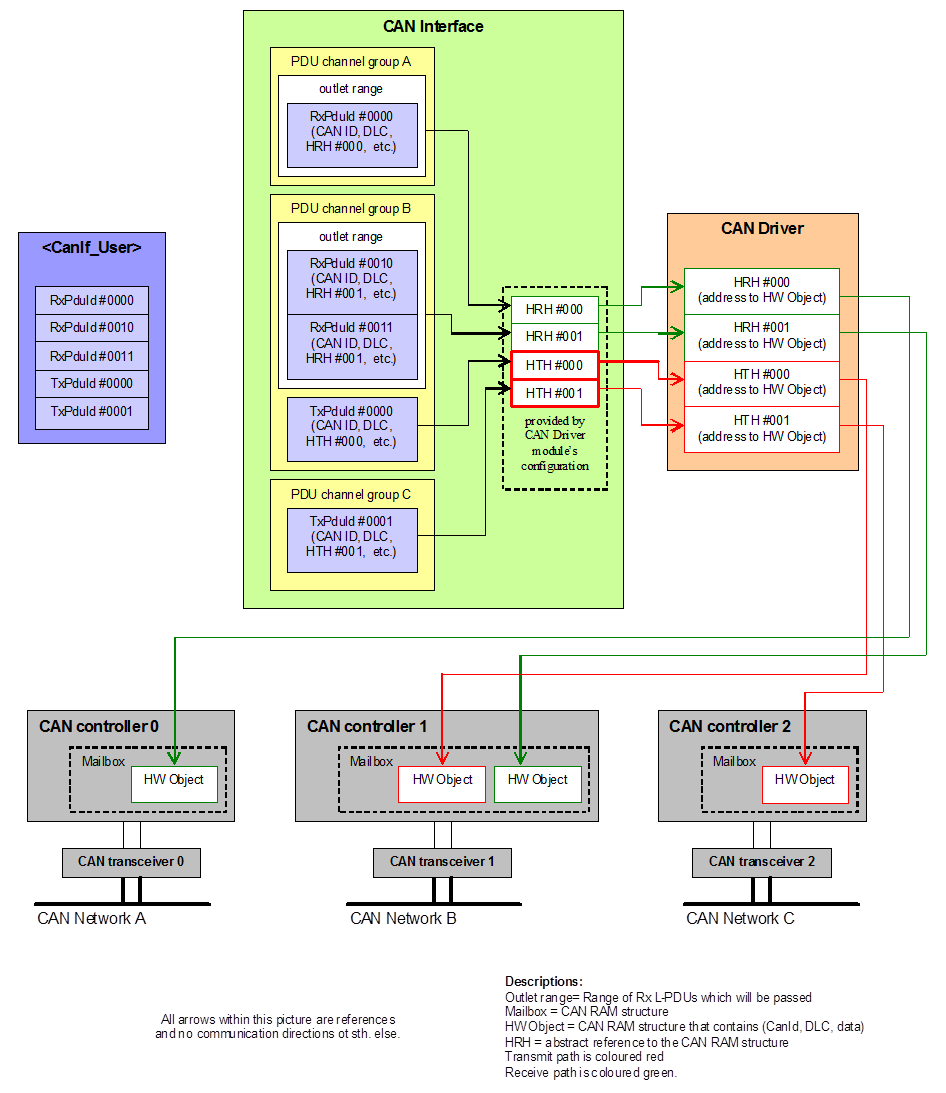 CAN Interface
PDU channel group A
outlet range
RxPduId #0000
(CAN ID, DLC,
HRH #000, etc.)
PDU channel group B
outlet range
RxPduId #0010
(CAN ID, DLC,
HRH #001, etc.)
RxPduId #0011
(CAN ID, DLC,
HRH #001, etc.)
TxPduId #0000
(CAN ID, DLC,
HTH #000, etc.)
PDU channel group C
TxPduId #0001
(CAN ID, DLC,
HTH #001, etc.)
<CanIf_User>
RxPduId #0000
RxPduId #0010
RxPduId #0011
TxPduId #0000
TxPduId #0001
HRH #000
HRH #001
HTH #000
HTH #001
provided by
CAN Driver
module's
configuration
CAN Driver
HRH #000
(address to HW Object)
HRH #001
(address to HW Object)
HTH #000
(address to HW Object)
HTH #001
(address to HW Object)
CAN controller 0
Mailbox
HW Object
CAN transceiver 0
CAN Network A
CAN controller 1
Mailbox
HW Object
HW Object
CAN transceiver 1
CAN Network B
CAN controller 2
Mailbox
HW Object
CAN transceiver 2
CAN Network C
All arrows within this picture are references
and no communication directions ot sth. else.
Descriptions:
Outlet range= Range of Rx L-PDUs which will be passed
Mailbox = CAN RAM structure
HW Object = CAN RAM structure that contains (CanId, DLC, data)
HRH = abstract reference to the CAN RAM structure
Transmit path is coloured red
Receive path is coloured green.